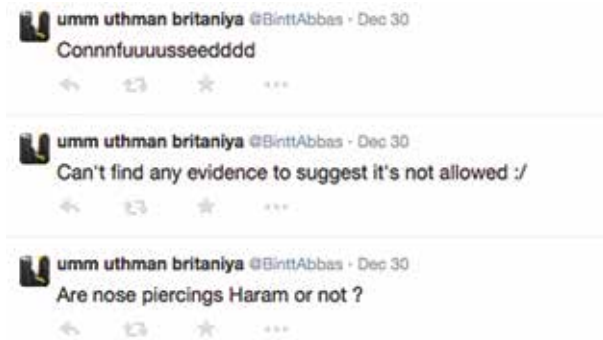 umm uthman britaniya @BinttAbbas · Dec 30
Connnfuuuusseedddd
umm uthman britaniya @BinttAbbas · Dec 30
Can't find any evidence to suggest it's not allowed :/
umm uthman britaniya @BinttAbbas · Dec 30
Are nose piercings Haram or not ?